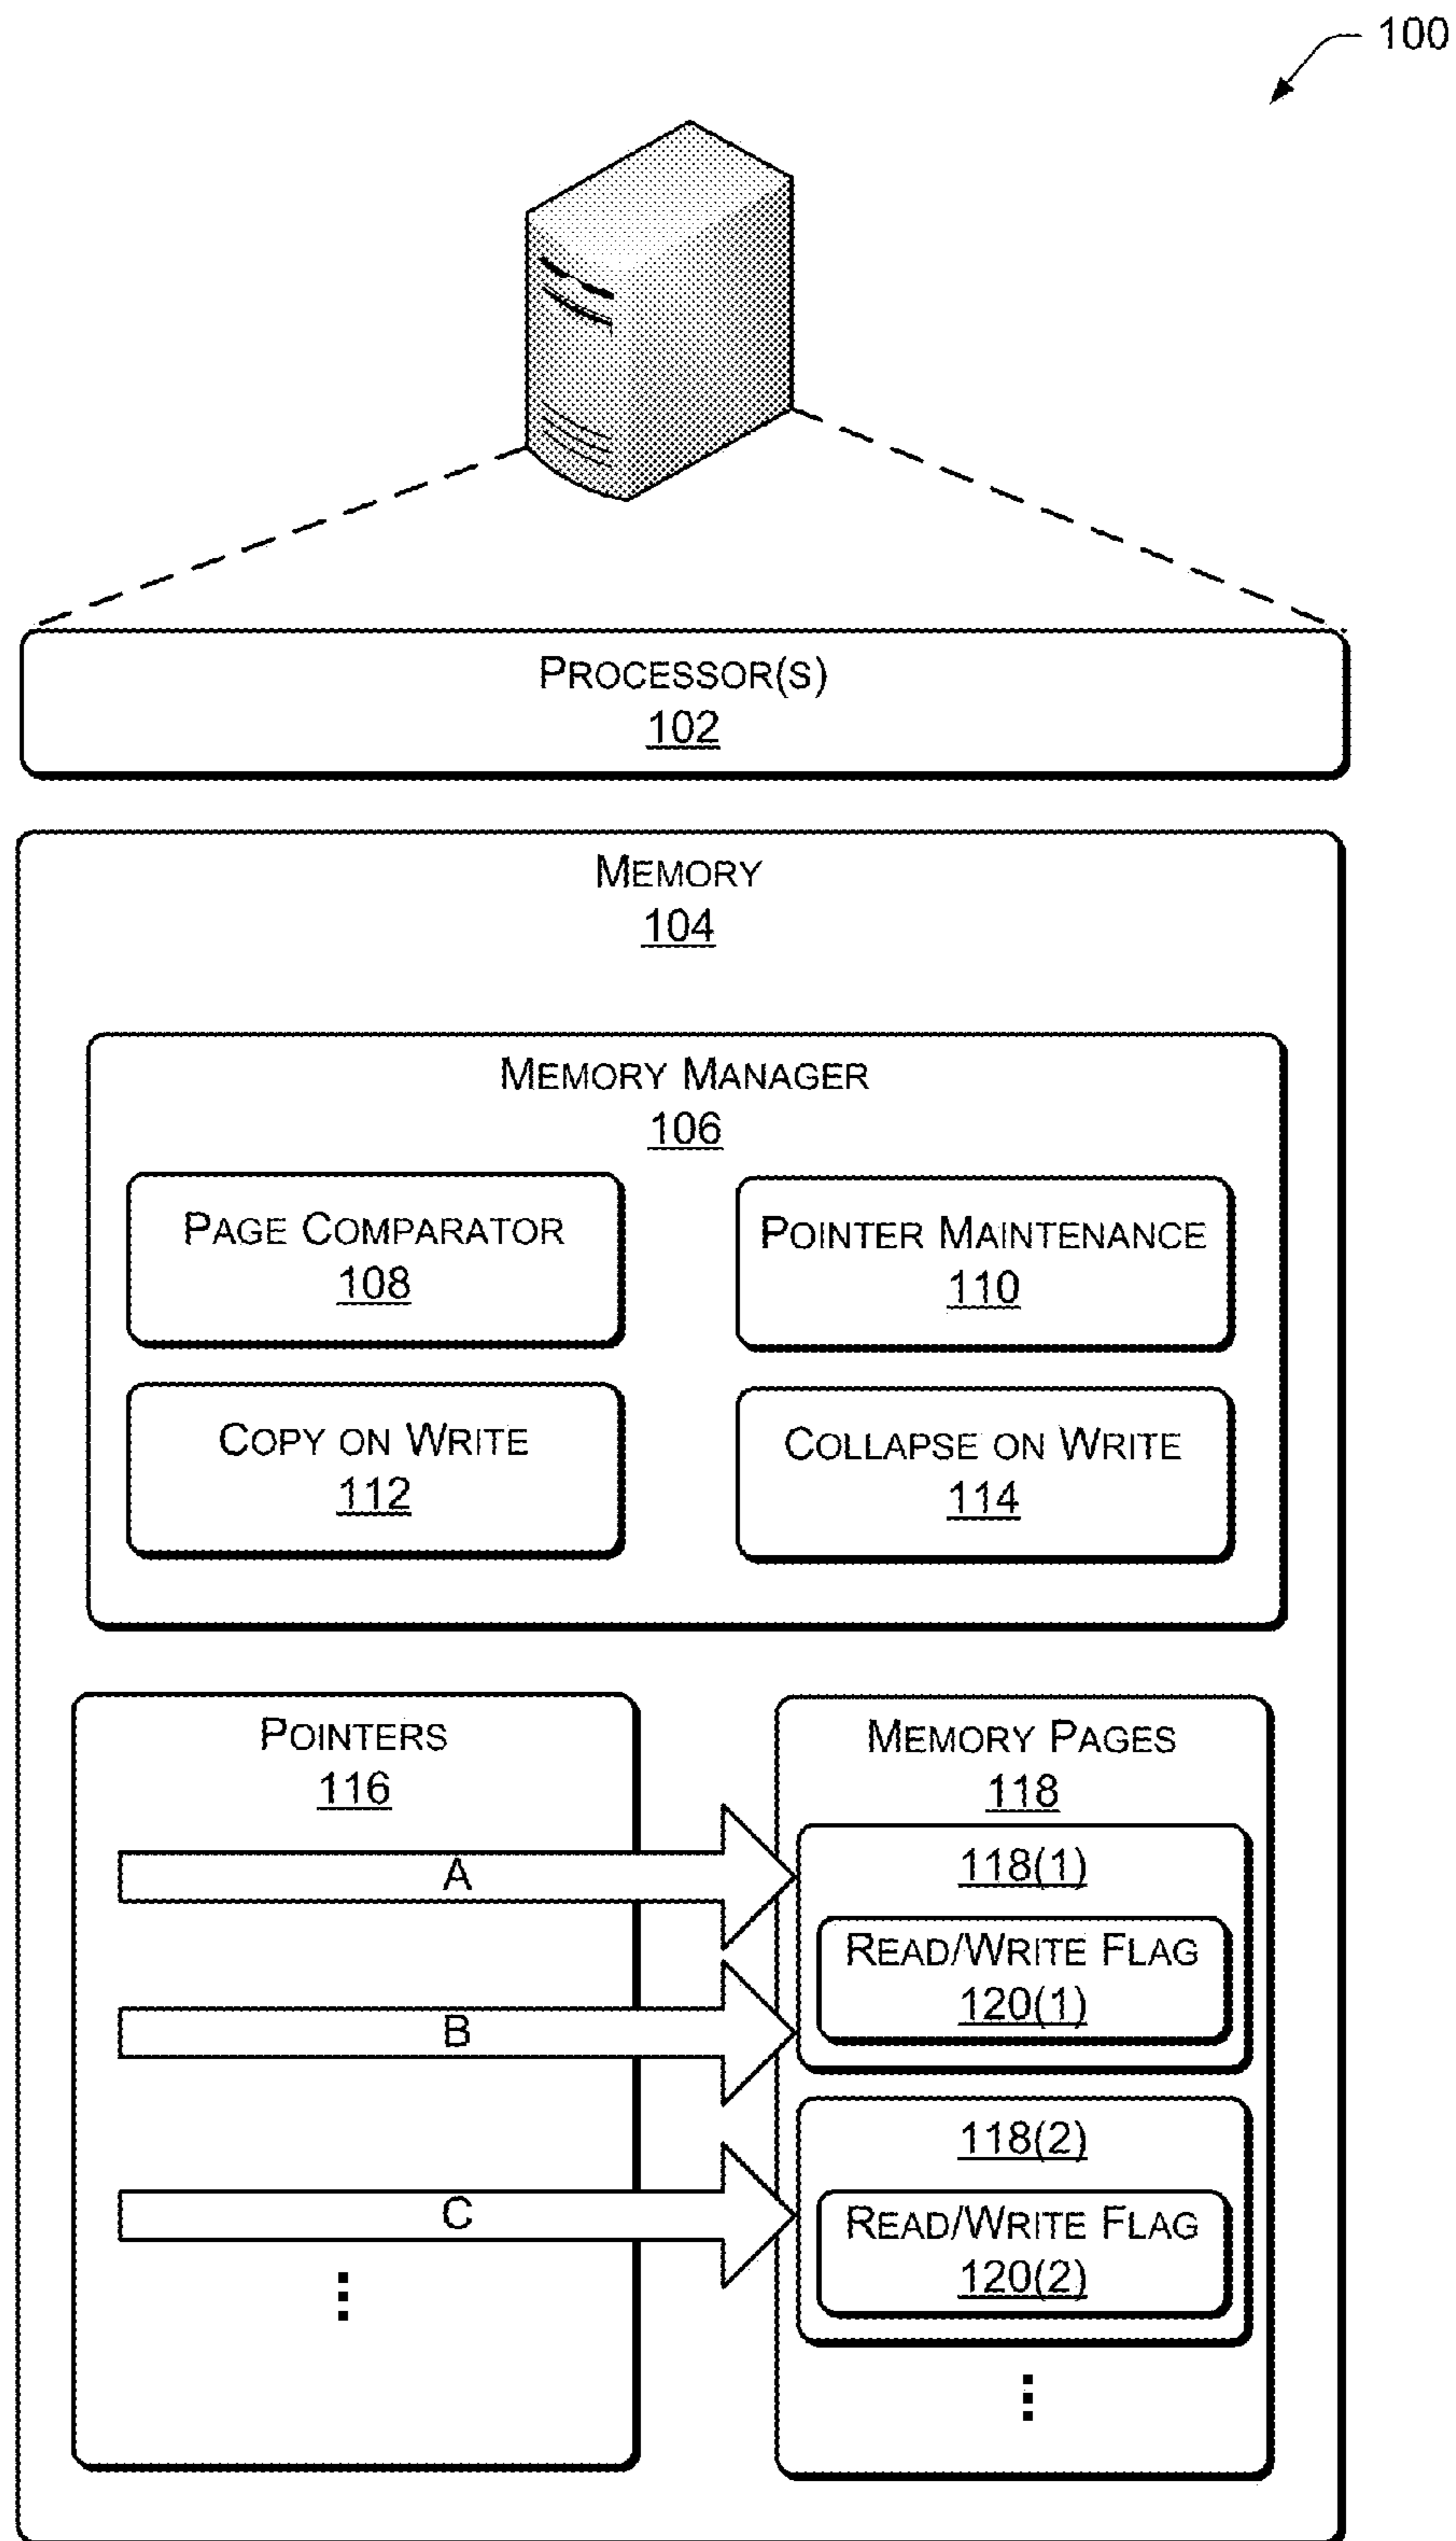 100
PROCESSOR(S)
102
MEMORY
104
MEMORY MANAGER
106
PAGE COMPARATOR
108
POINTER MAINTENANCE
110
COPY ON WRITE
112
COLLAPSE ON WRITE
114
POINTERS
116
A
B
C
MEMORY PAGES
118
118(1)
READ/WRITE FLAG
120(1)
118(2)
READ/WRITE FLAG
120(2)